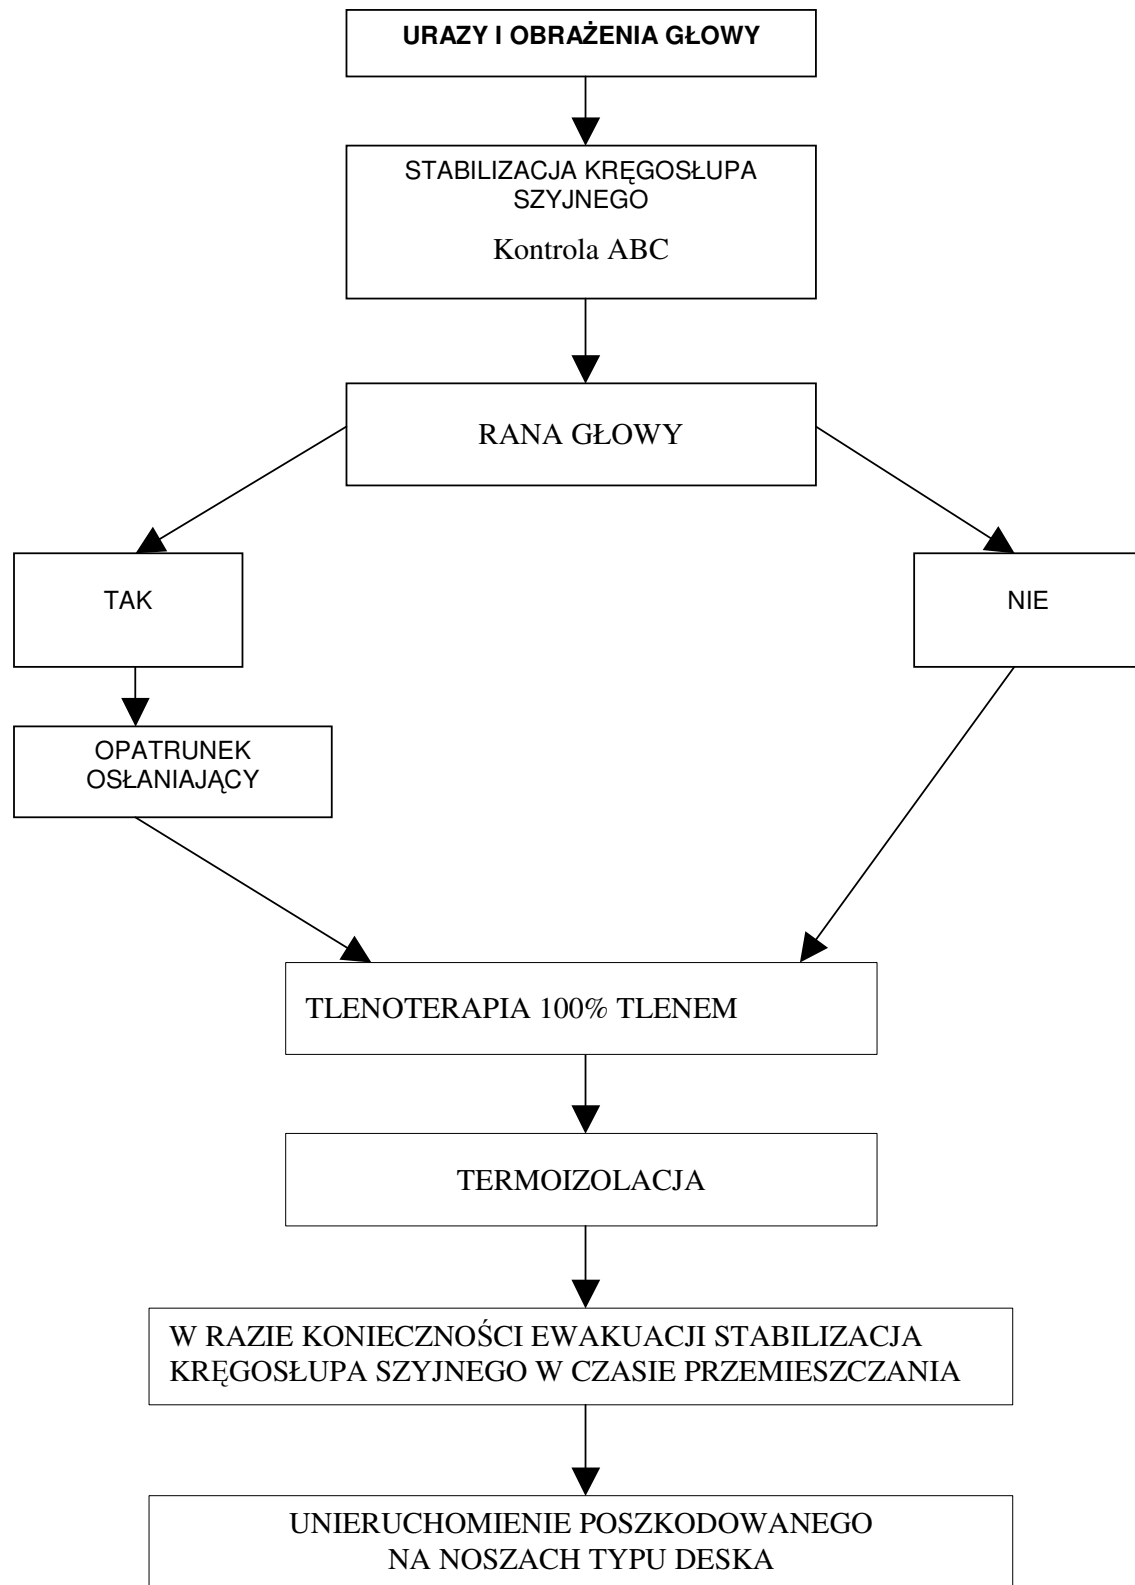 URAZY I OBRAŻENIA GŁOWY
STABILIZACJA KRĘGOSŁUPA
SZYJNEGO
Kontrola ABC
RANA GŁOWY
TAK
NIE
OPATRUNEK
OSŁANIAJĄCY
TLENOTERAPIA 100% TLENEM
TERMOIZOLACJA
W RAZIE KONIECZNOŚCI EWAKUACJI STABILIZACJA
KRĘGOSŁUPA SZYJNEGO W CZASIE PRZEMIESZCZANIA
UNIERUCHOMIENIE POSZKODOWANEGO
NA NOSZACH TYPU DESKA